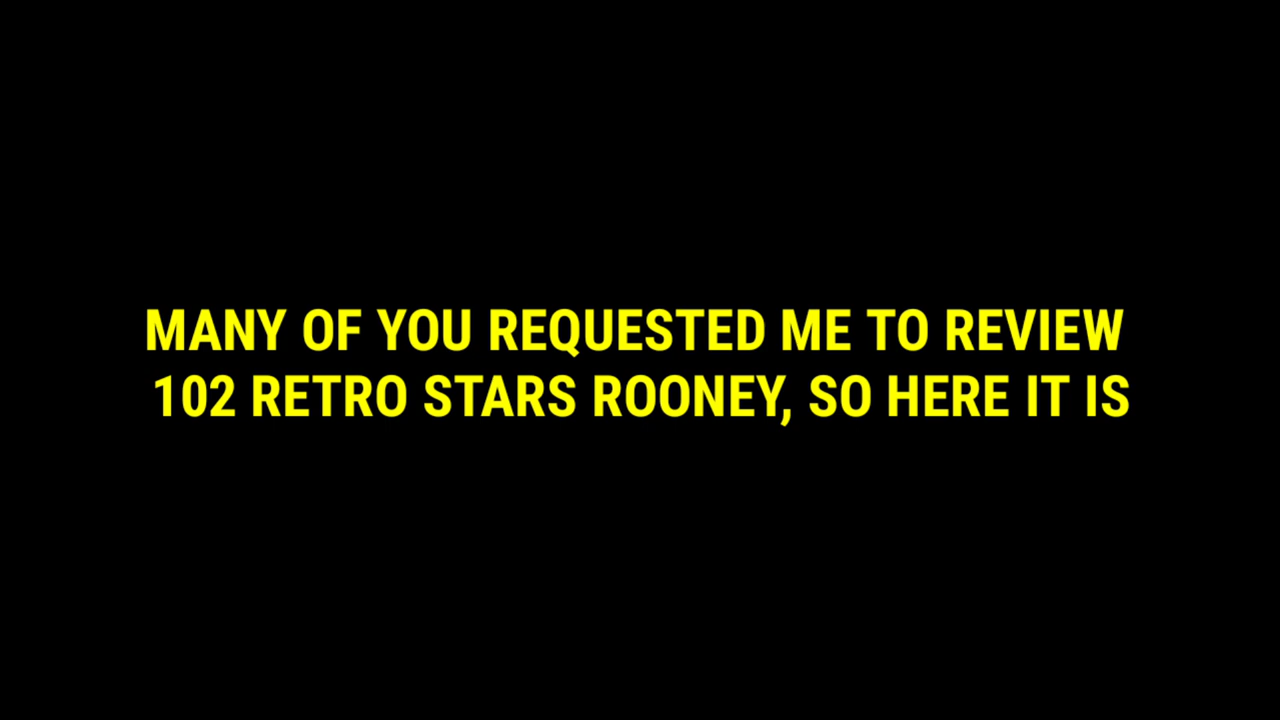 MANY OF YOU REQUESTED ME TO REVIEW
102 RETRO STARS ROONEY, SO HERE IT IS